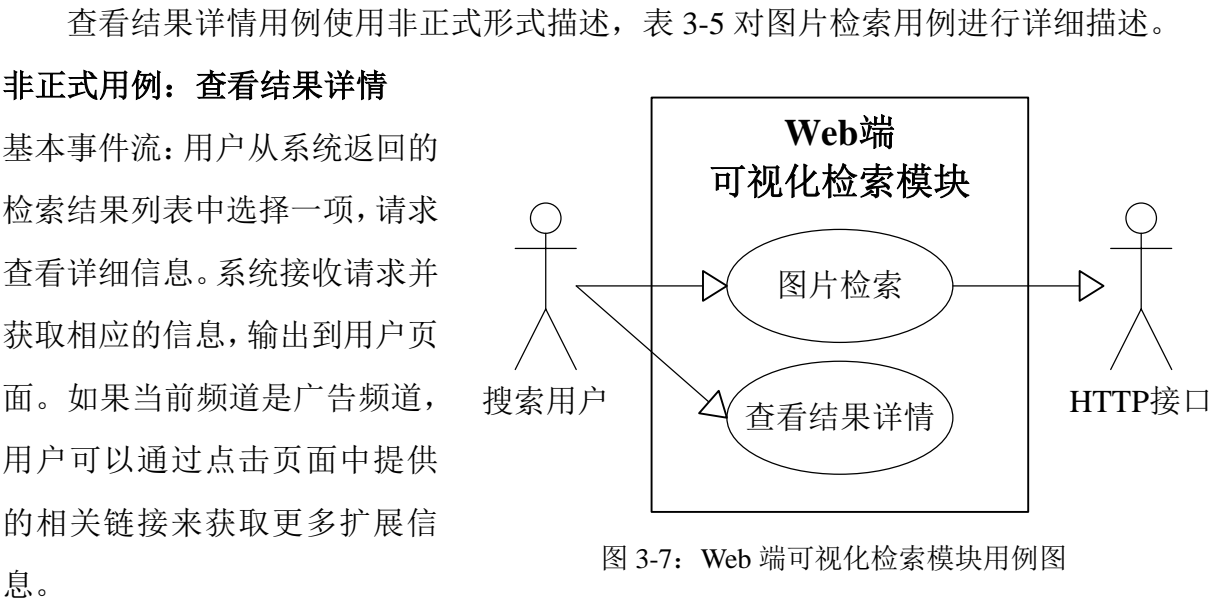 查看结果详情用例使用非正式形式描述，表 3-5 对图片检索用例进行详细描述。
非正式用例：查看结果详情
基本事件流：用户从系统返回的
检索结果列表中选择一项，请求
查看详细信息。系统接收请求并
获取相应的信息，输出到用户页
面。如果当前频道是广告频道，
用户可以通过点击页面中提供
的相关链接来获取更多扩展信
息。
Web端
可视化检索模块
图片检索
查看结果详情
搜索用户
HTTP接口
图 3-7：Web 端可视化检索模块用例图